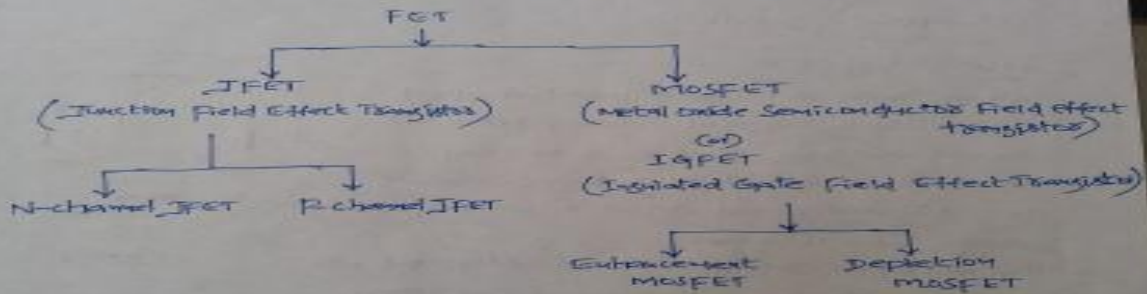 FET
JFET
(Junction Field Effect Transistor)
MOSFET
(Metal Oxide Semiconductor Field effect
transistor)
(or)
IGFET
(Insulated Gate Field Effect Transistor)
N-channel JFET
P-channel JFET
Enhancement
MOSFET
Depletion
MOSFET